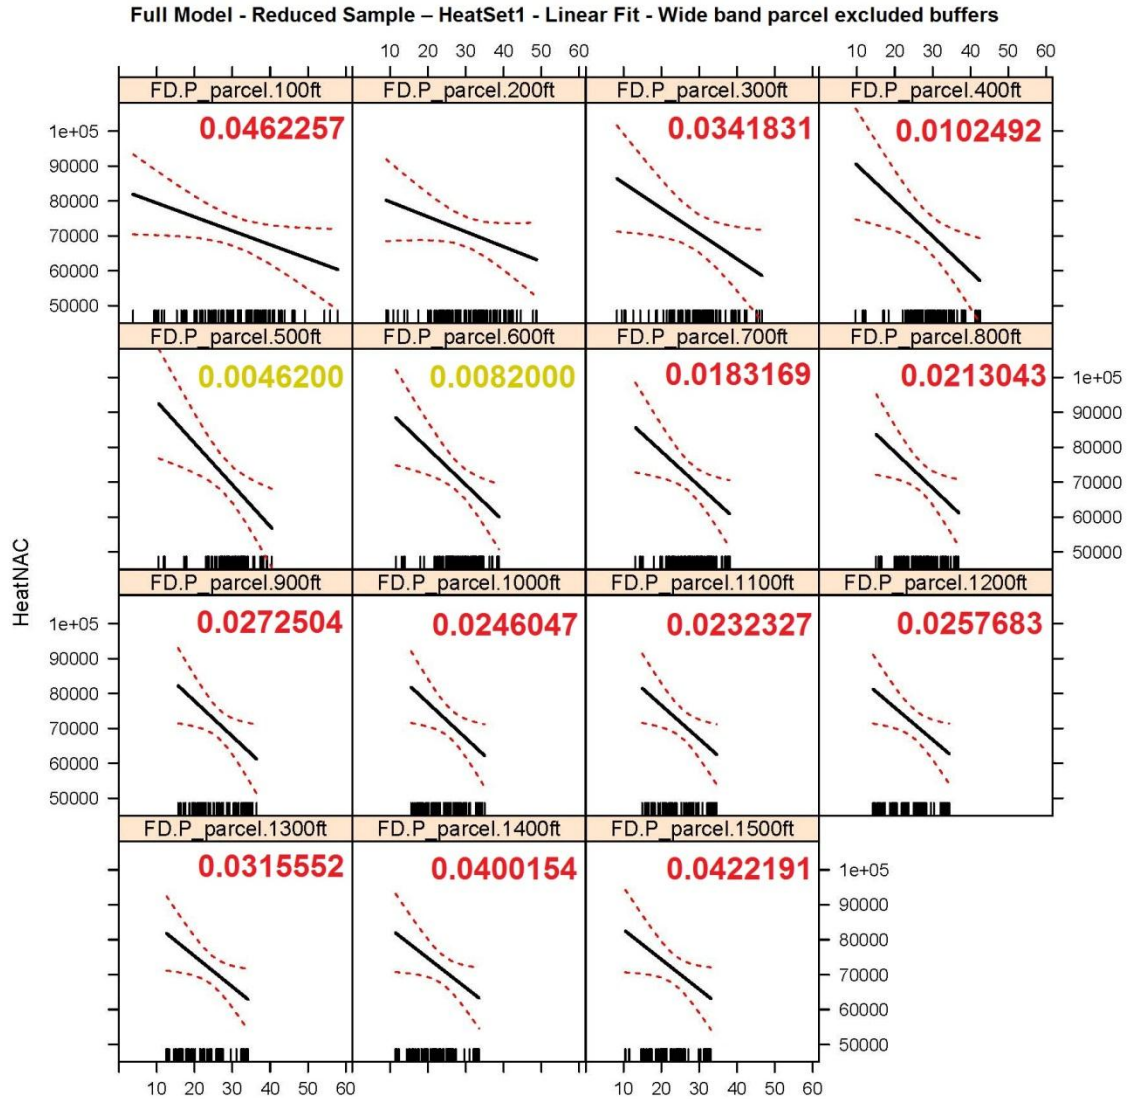 Full Model - Reduced Sample – HeatSet1 - Linear Fit - Wide band parcel excluded buffers
10 20 30 40 50 60 10 20 30 40 50 60
FD.P_parcel.100ft FD.P_parcel.200ft FD.P_parcel.300ft FD.P_parcel.400ft
0.0462257 0.0341831 0.0102492
1e+05
90000
80000
70000
60000
50000
FD.P_parcel.500ft FD.P_parcel.600ft FD.P_parcel.700ft FD.P_parcel.800ft
0.0046200 0.0082000 0.0183169 0.0213043
1e+05
90000
80000
70000
60000
50000
HeatNAC
FD.P_parcel.900ft FD.P_parcel.1000ft FD.P_parcel.1100ft FD.P_parcel.1200ft
0.0272504 0.0246047 0.0232327 0.0257683
1e+05
90000
80000
70000
60000
50000
FD.P_parcel.1300ft FD.P_parcel.1400ft FD.P_parcel.1500ft
0.0315552 0.0400154 0.0422191
1e+05
90000
80000
70000
60000
50000
10 20 30 40 50 60 10 20 30 40 50 60